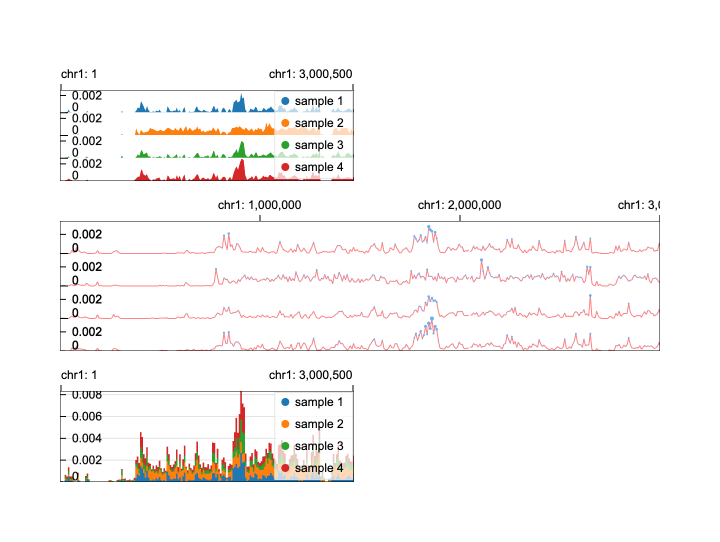 chr1: 1 chr1: 3,000,500
0.002
0 sample 1
sample 2
0.002
0 sample 3
0.002
0 sample 4
chr1: 1,000,000 chr1: 2,000,000 chr1: 3,0
0.002
0
0.002
0
0.002
0
0.002
0
chr1: 1 chr1: 3,000,500
0.008
sample 1
0.006
sample 2
0.004
sample 3
0.002
sample 4
0